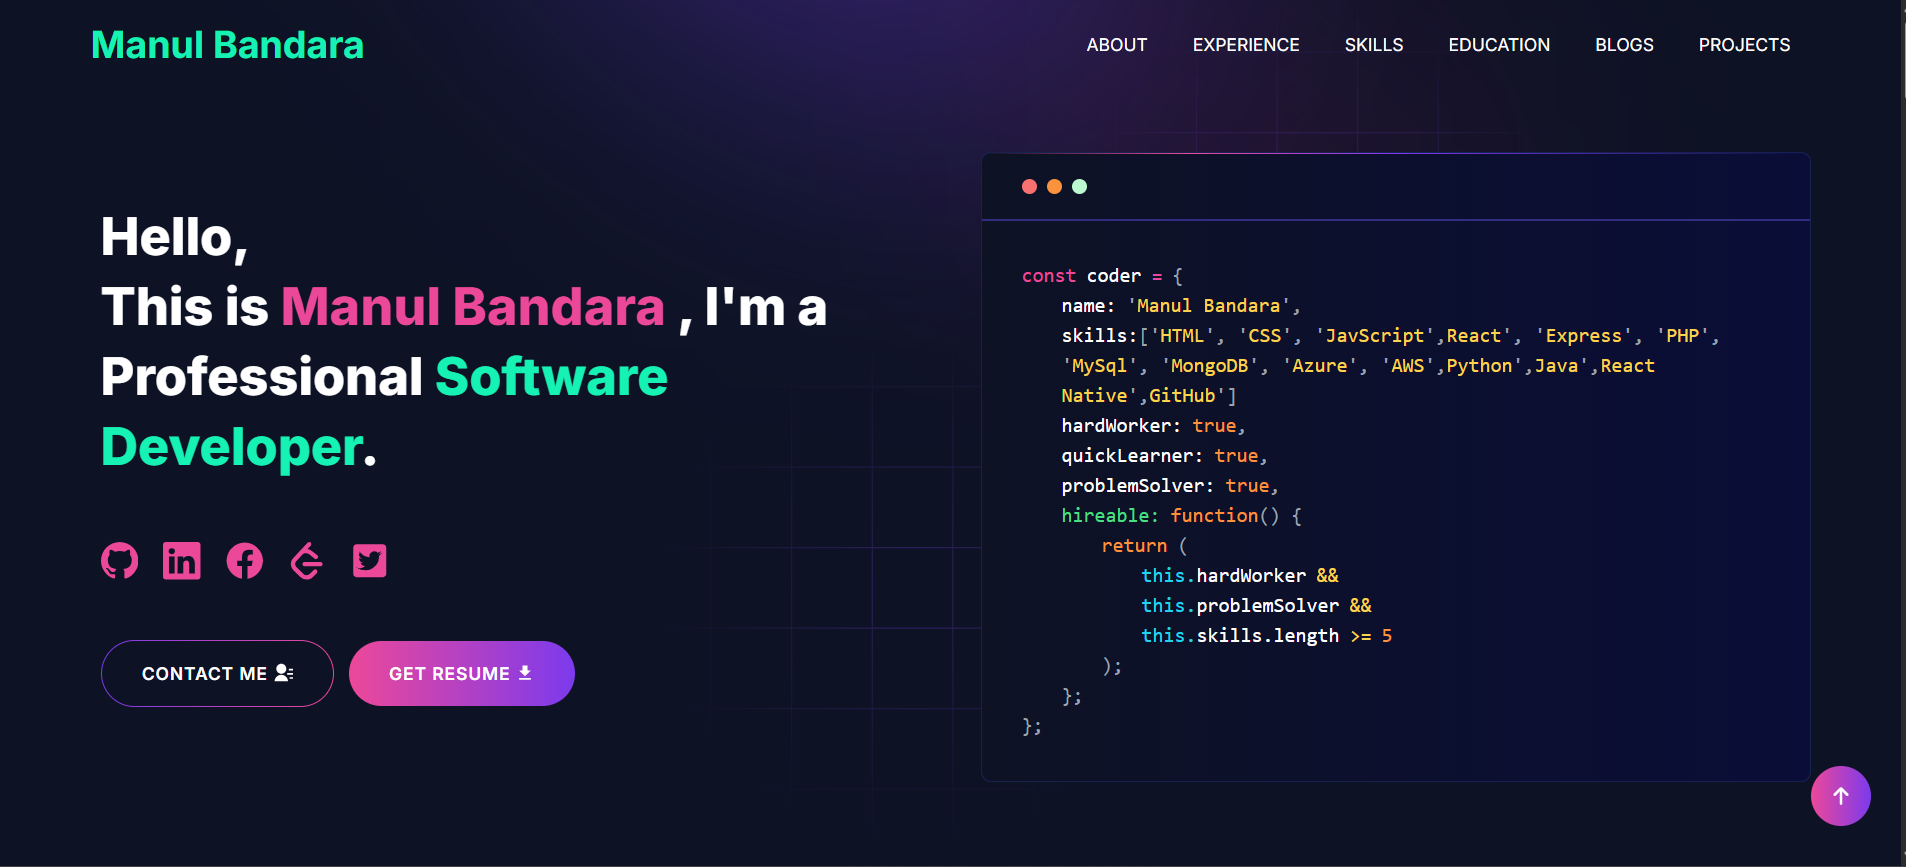 Manul Bandara
ABOUT EXPERIENCE SKILLS EDUCATION BLOGS PROJECTS
Hello,
This is Manul Bandara , I'm a
Professional Software
Developer.
CONTACT ME
GET RESUME
const coder = {
name: 'Manul Bandara',
skills:['HTML', 'CSS', 'JavScript',React', 'Express', 'PHP',
'MySql', 'MongoDB', 'Azure', 'AWS',Python',Java',React
Native',GitHub']
hardWorker: true,
quickLearner: true,
problemSolver: true,
hireable: function() {
return (
this.hardWorker &&
this.problemSolver &&
this.skills.length >= 5
);
};
};